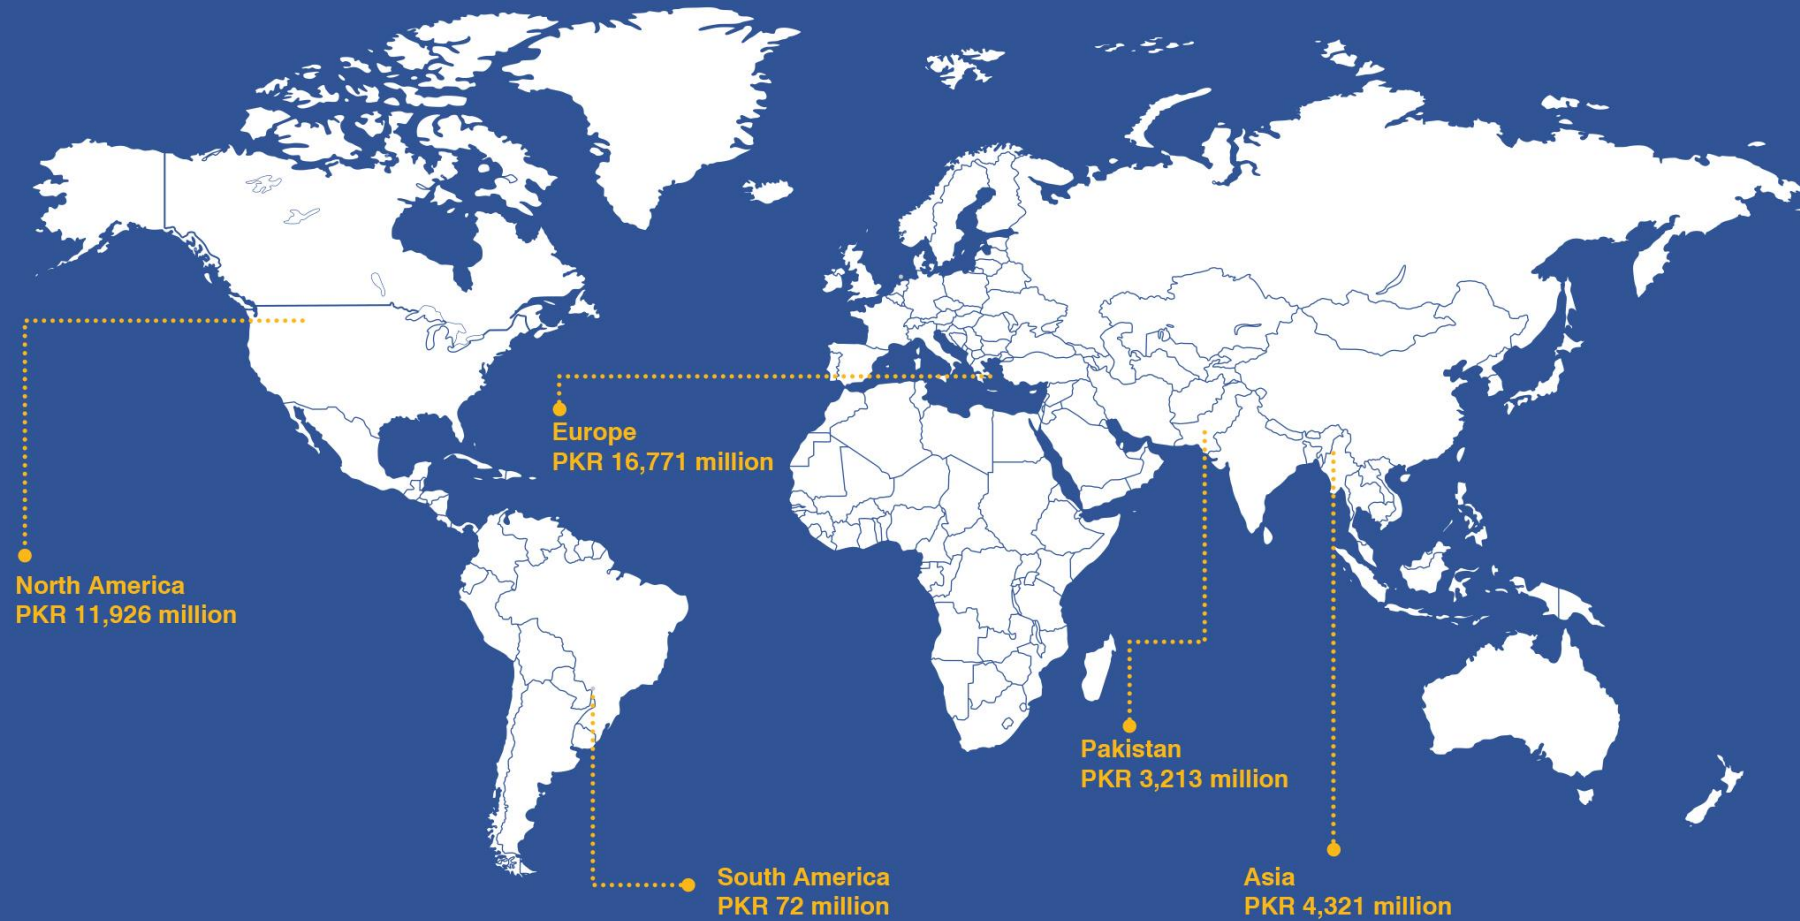 Europe
PKR 16,771 million
North America
PKR 11,926 million
Pakistan
PKR 3,213 million
South America
PKR 72 million
Asia
PKR 4,321 million